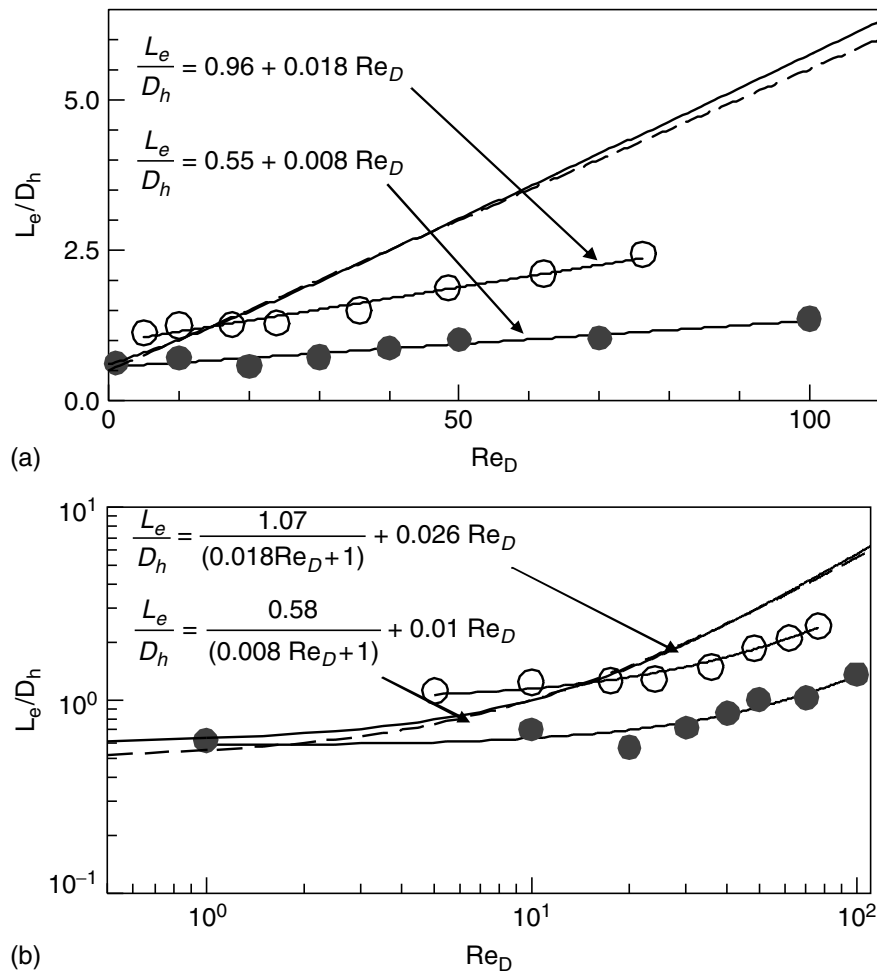 L_e/D_h = 0.96 + 0.018 Re_D
L_e/D_h = 0.55 + 0.008 Re_D
5.0
2.5
0.0
L_e/D_h
0 50 100
Re_D
(a)
L_e/D_h = 1.07/(0.018Re_D+1) + 0.026 Re_D
L_e/D_h = 0.58/(0.008 Re_D+1) + 0.01 Re_D
10^1
10^0
10^−1
L_e/D_h
10^0 10^1 10^2
Re_D
(b)